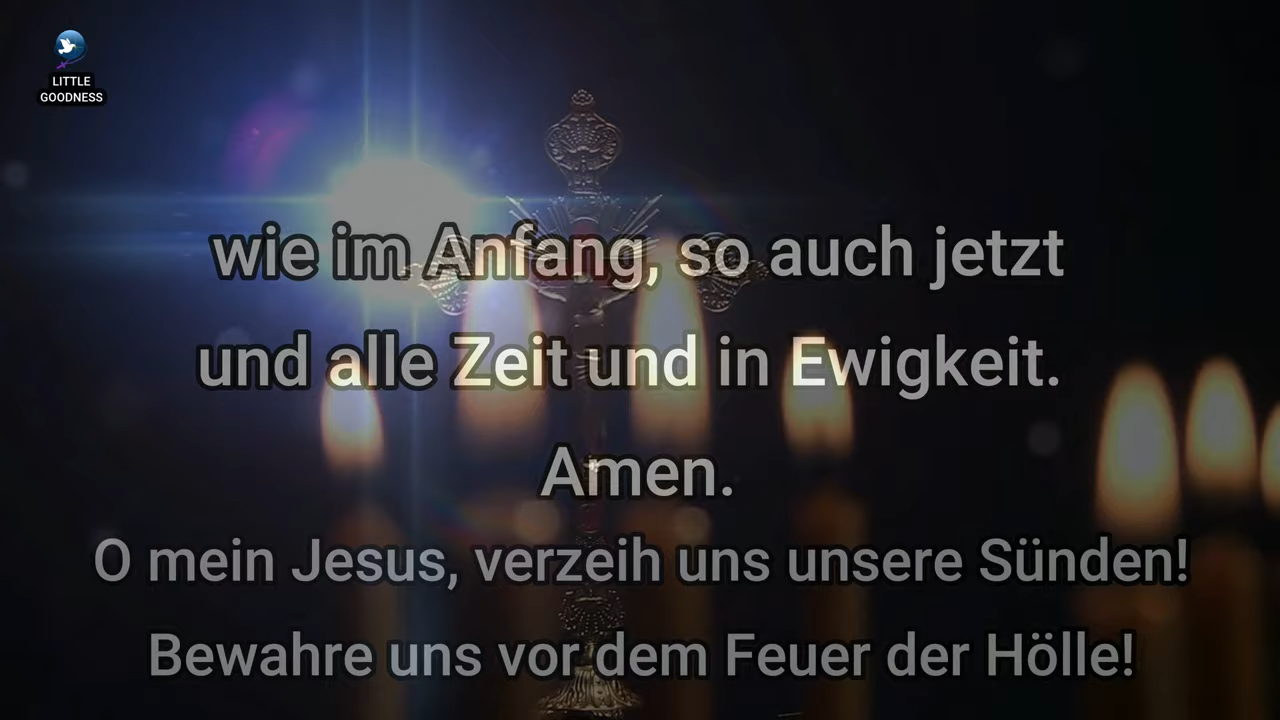 LITTLE
GOODNESS
wie im Anfang, so auch jetzt
und alle Zeit und in Ewigkeit.
Amen.
O mein Jesus, verzeih uns unsere Sünden!
Bewahre uns vor dem Feuer der Hölle!